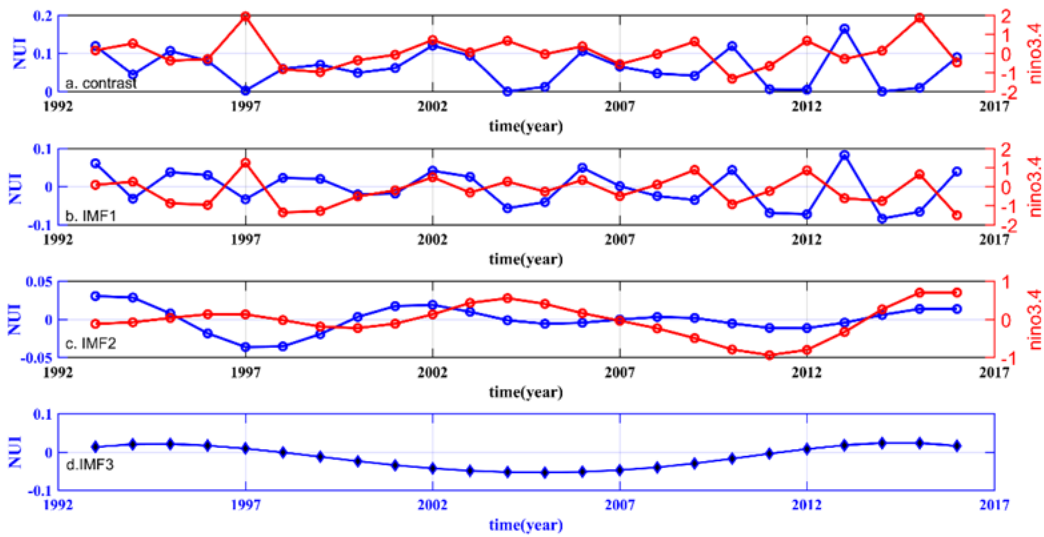 0.2
0.1
0
NUI
a. contrast
2
1
0
-1
-2
nino3.4
1992 1997 2002 2007 2012 2017
time(year)
0.1
0
-0.1
NUI
b. IMF1
2
1
0
-1
-2
nino3.4
1992 1997 2002 2007 2012 2017
time(year)
0.05
0
-0.05
NUI
c. IMF2
1
0
-1
nino3.4
1992 1997 2002 2007 2012 2017
time(year)
0.1
0
-0.1
NUI
d.IMF3
1992 1997 2002 2007 2012 2017
time(year)